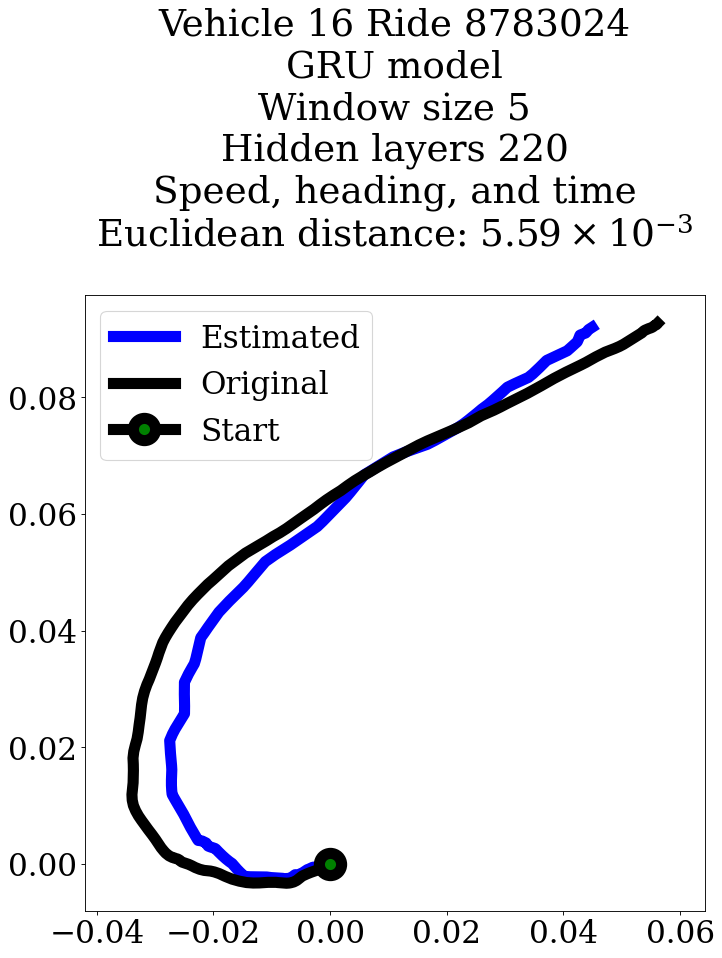 Vehicle 16 Ride 8783024
GRU model
Window size 5
Hidden layers 220
Speed, heading, and time
Euclidean distance: 5.59 × 10⁻³
Estimated
Original
Start
0.08
0.06
0.04
0.02
0.00
−0.04 −0.02 0.00 0.02 0.04 0.06